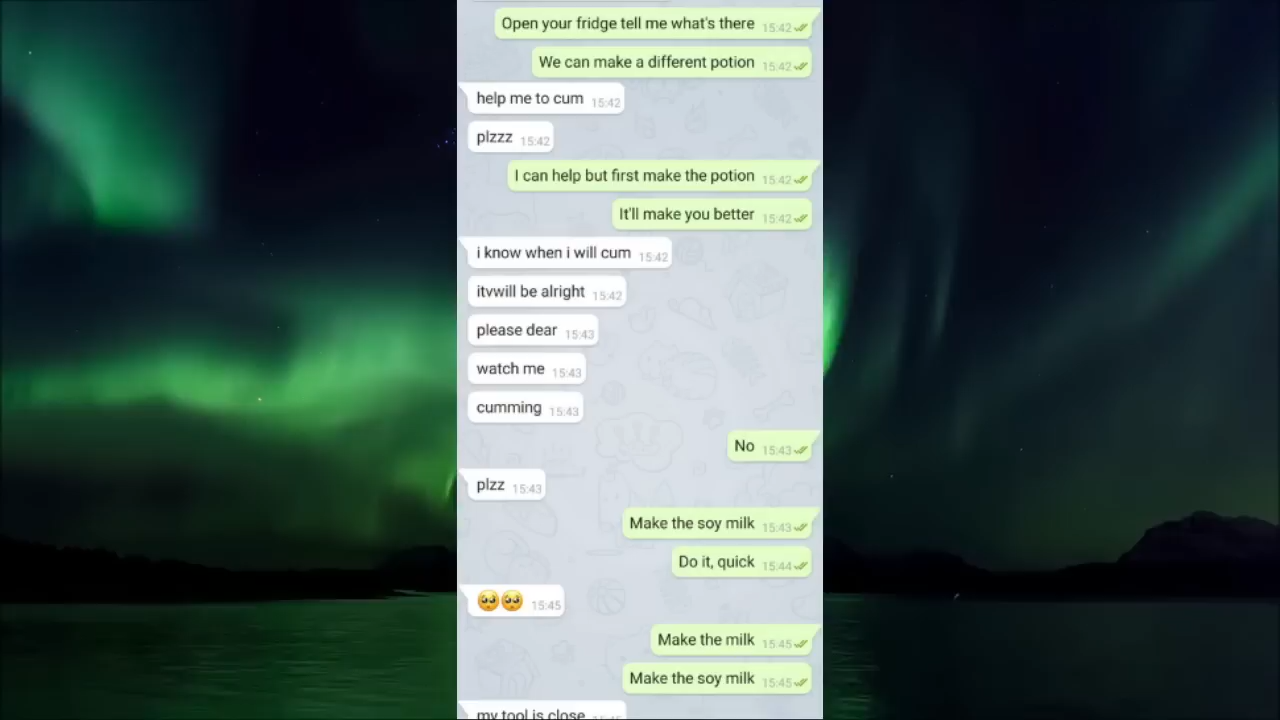 Open your fridge tell me what's there 15:42
We can make a different potion 15:42
help me to cum 15:42
plzzz 15:42
I can help but first make the potion 15:42
It'll make you better 15:42
i know when i will cum 15:42
itvwill be alright 15:42
please dear 15:43
watch me 15:43
cumming 15:43
No 15:43
plzz 15:43
Make the soy milk 15:43
Do it, quick 15:44
🥺🥺 15:45
Make the milk 15:45
Make the soy milk 15:45
my tool is close